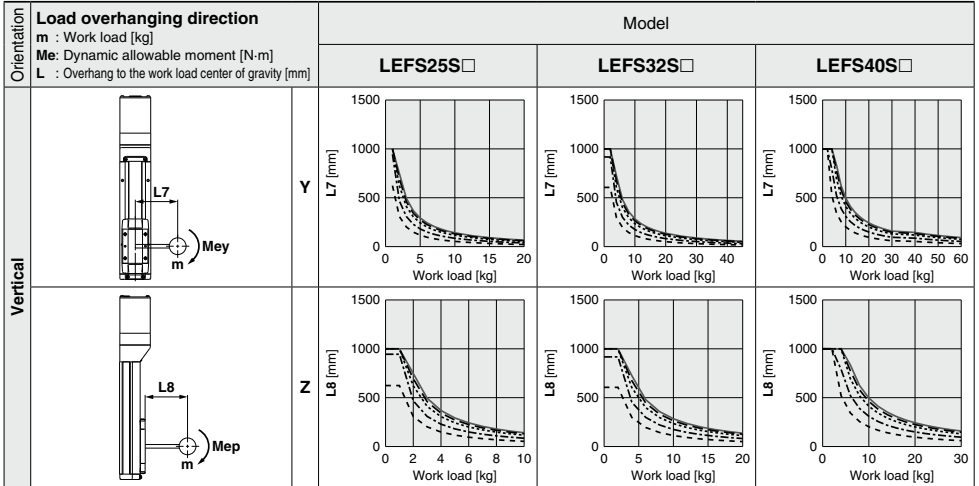 Orientation
Load overhanging direction
m : Work load [kg]
Me: Dynamic allowable moment [N·m]
L : Overhang to the work load center of gravity [mm]
Model
LEFS25S□
LEFS32S□
LEFS40S□
Vertical
L7
Mey
m
Y
1500
1000
500
0
L7 [mm]
0 5 10 15 20
Work load [kg]
1500
1000
500
0
L7 [mm]
0 10 20 30 40
Work load [kg]
1500
1000
500
0
L7 [mm]
0 10 20 30 40 50 60
Work load [kg]
L8
Mep
m
Z
1500
1000
500
0
L8 [mm]
0 2 4 6 8 10
Work load [kg]
1500
1000
500
0
L8 [mm]
0 5 10 15 20
Work load [kg]
1500
1000
500
0
L8 [mm]
0 10 20 30
Work load [kg]